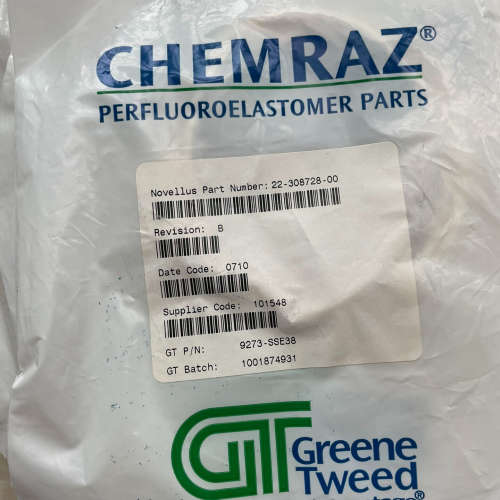 CHEMRAZ®
PERFLUOROELASTOMER PARTS
Novellus Part Number: 22-308728-00
Revision: B
Date Code: 0710
Supplier Code: 101548
GT P/N: 9273-SSE38
GT Batch: 1001874931
GT Greene
Tweed
®